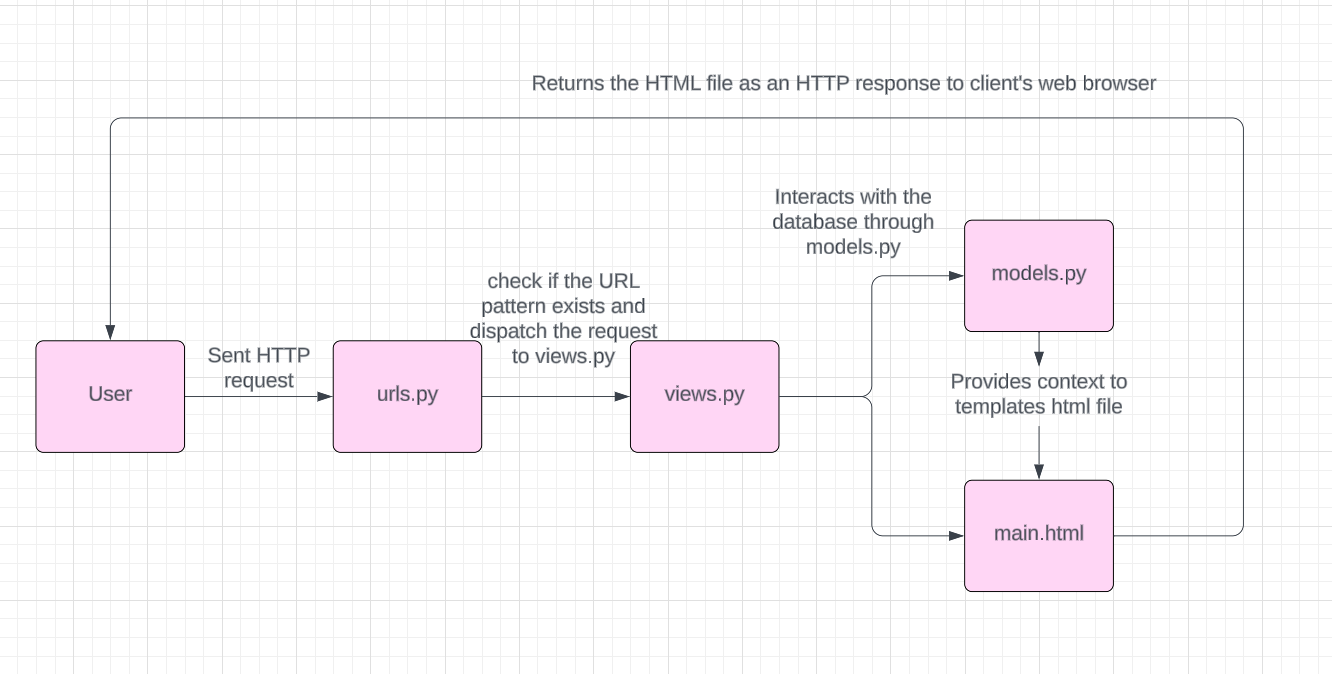 Returns the HTML file as an HTTP response to client's web browser
Interacts with the
database through
models.py
models.py
check if the URL
pattern exists and
dispatch the request
to views.py
Sent HTTP
request
User
urls.py
views.py
Provides context to
templates html file
main.html